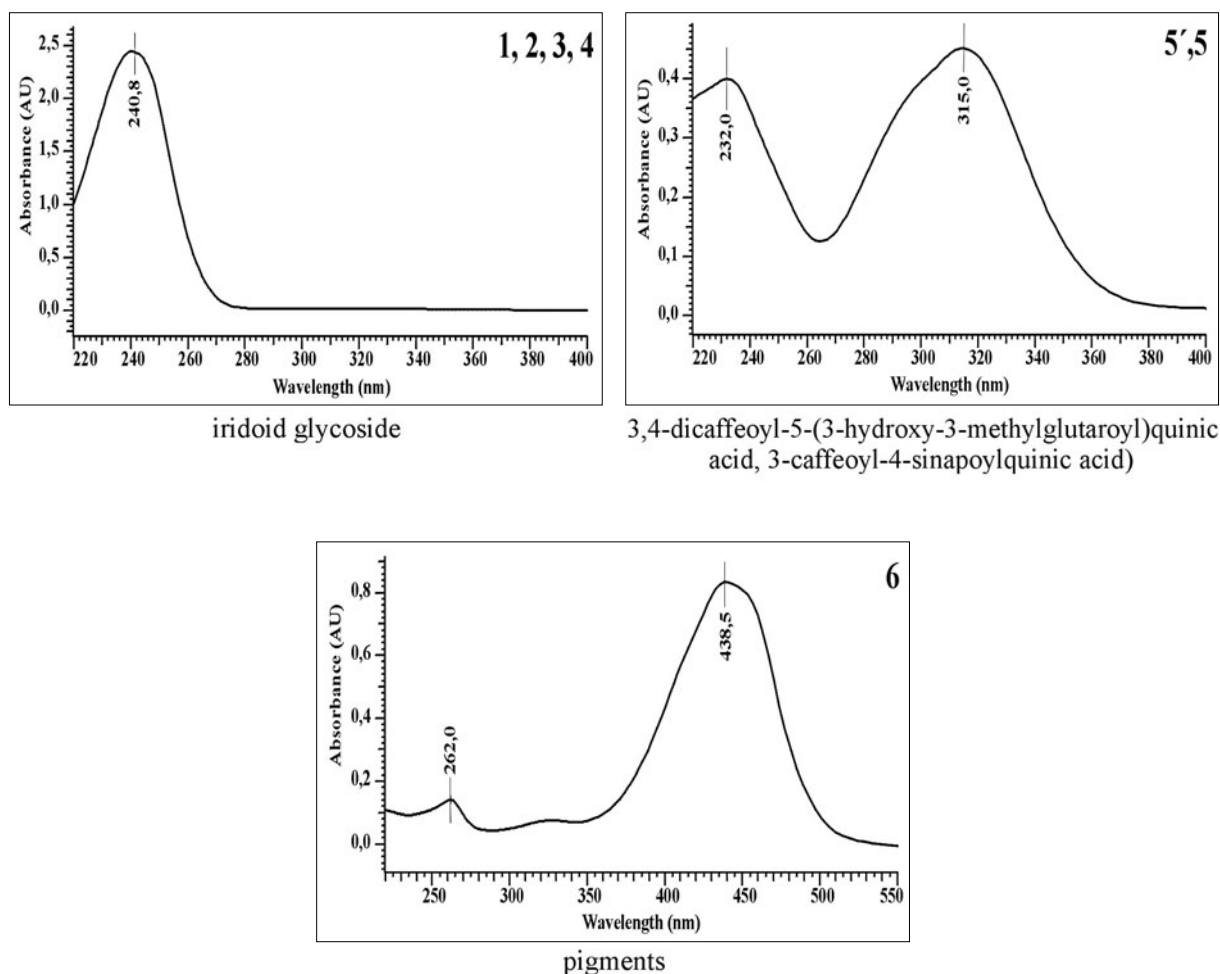 1, 2, 3, 4
Absorbance (AU)
2,5
2,0
1,5
1,0
0,5
0,0
240,8
220 240 260 280 300 320 340 360 380 400
Wavelength (nm)
iridoid glycoside
5´,5
Absorbance (AU)
0,4
0,3
0,2
0,1
0,0
232,0
315,0
220 240 260 280 300 320 340 360 380 400
Wavelength (nm)
3,4-dicaffeoyl-5-(3-hydroxy-3-methylglutaroyl)quinic
acid, 3-caffeoyl-4-sinapoylquinic acid)
6
Absorbance (AU)
0,8
0,6
0,4
0,2
0,0
262,0
438,5
250 300 350 400 450 500 550
Wavelength (nm)
pigments